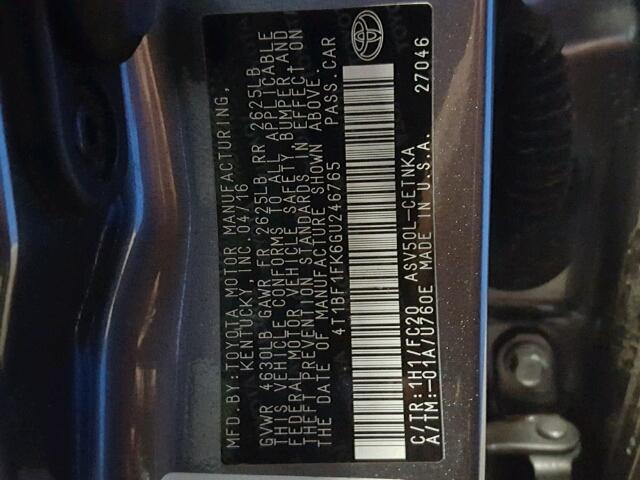 MFD. BY: TOYOTA MOTOR MANUFACTURING,
KENTUCKY, INC. 04/16
GVWR 4630LB GAWR FR 2625LB RR 2625LB
THIS VEHICLE CONFORMS TO ALL APPLICABLE
FEDERAL MOTOR VEHICLE SAFETY, BUMPER AND
THEFT PREVENTION STANDARDS IN EFFECT ON
THE DATE OF MANUFACTURE SHOWN ABOVE.
4T1BF1FK6GU246765 PASS. CAR
C/TR: 1H1/FC20 ASV50L-CETNKA
A/TM: -01A/U760E MADE IN U.S.A. 27046